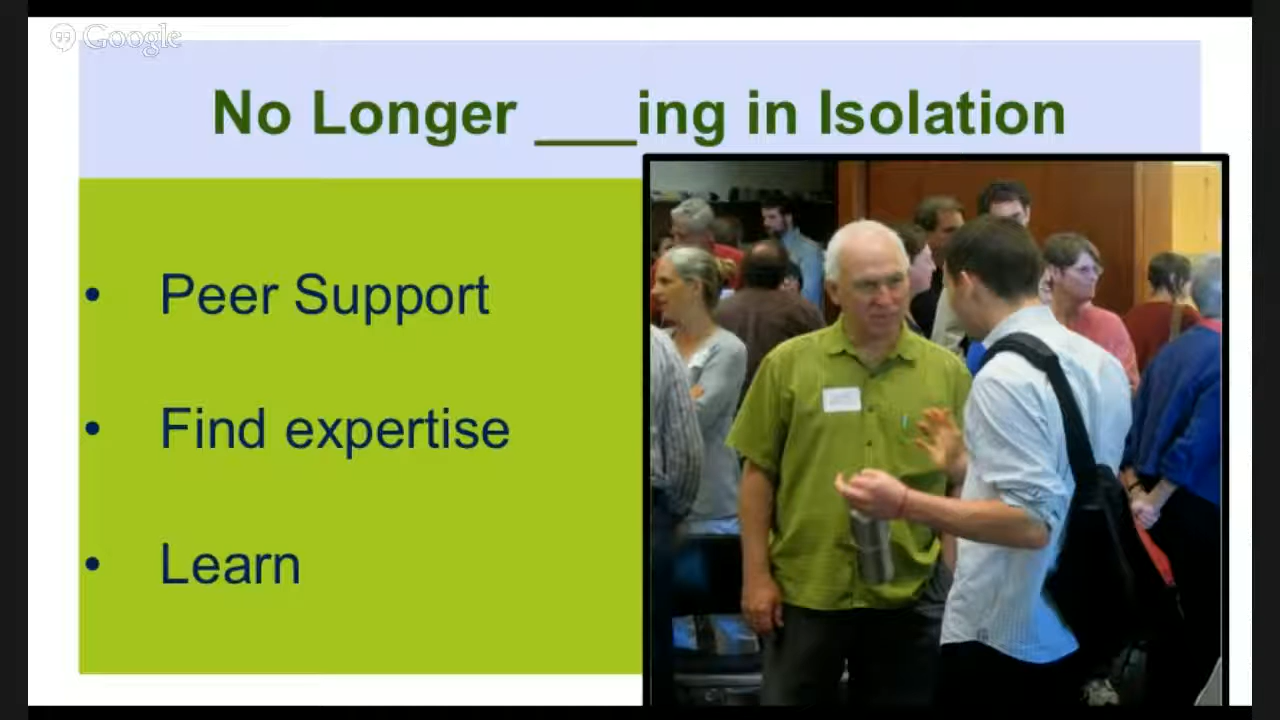 Google
No Longer ___ing in Isolation
• Peer Support
• Find expertise
• Learn